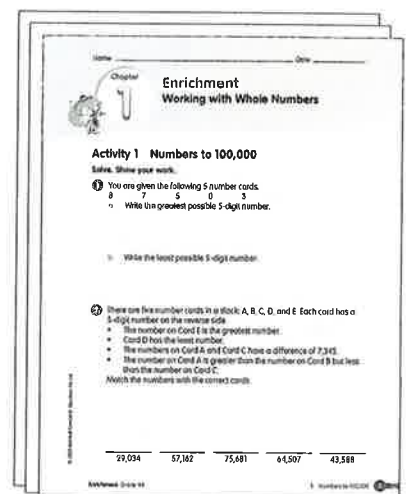 Name Date
Chapter
1
Enrichment
Working with Whole Numbers
Activity 1 Numbers to 100,000
Solve. Show your work.
1 You are given the following 5 number cards.
8 7 5 0 3
a Write the greatest possible 5-digit number.
b Write the least possible 5-digit number.
2 There are five number cards in a stack: A, B, C, D, and E. Each card has a
5-digit number on the reverse side.
• The number on Card E is the greatest number.
• Card D has the least number.
• The numbers on Card A and Card C have a difference of 7,345.
• The number on Card A is greater than the number on Card B but less
than the number on Card C.
Match the numbers with the correct cards.
29,034 57,162 75,681 64,507 43,588
Enrichment Grade 1 Numbers to 100,000